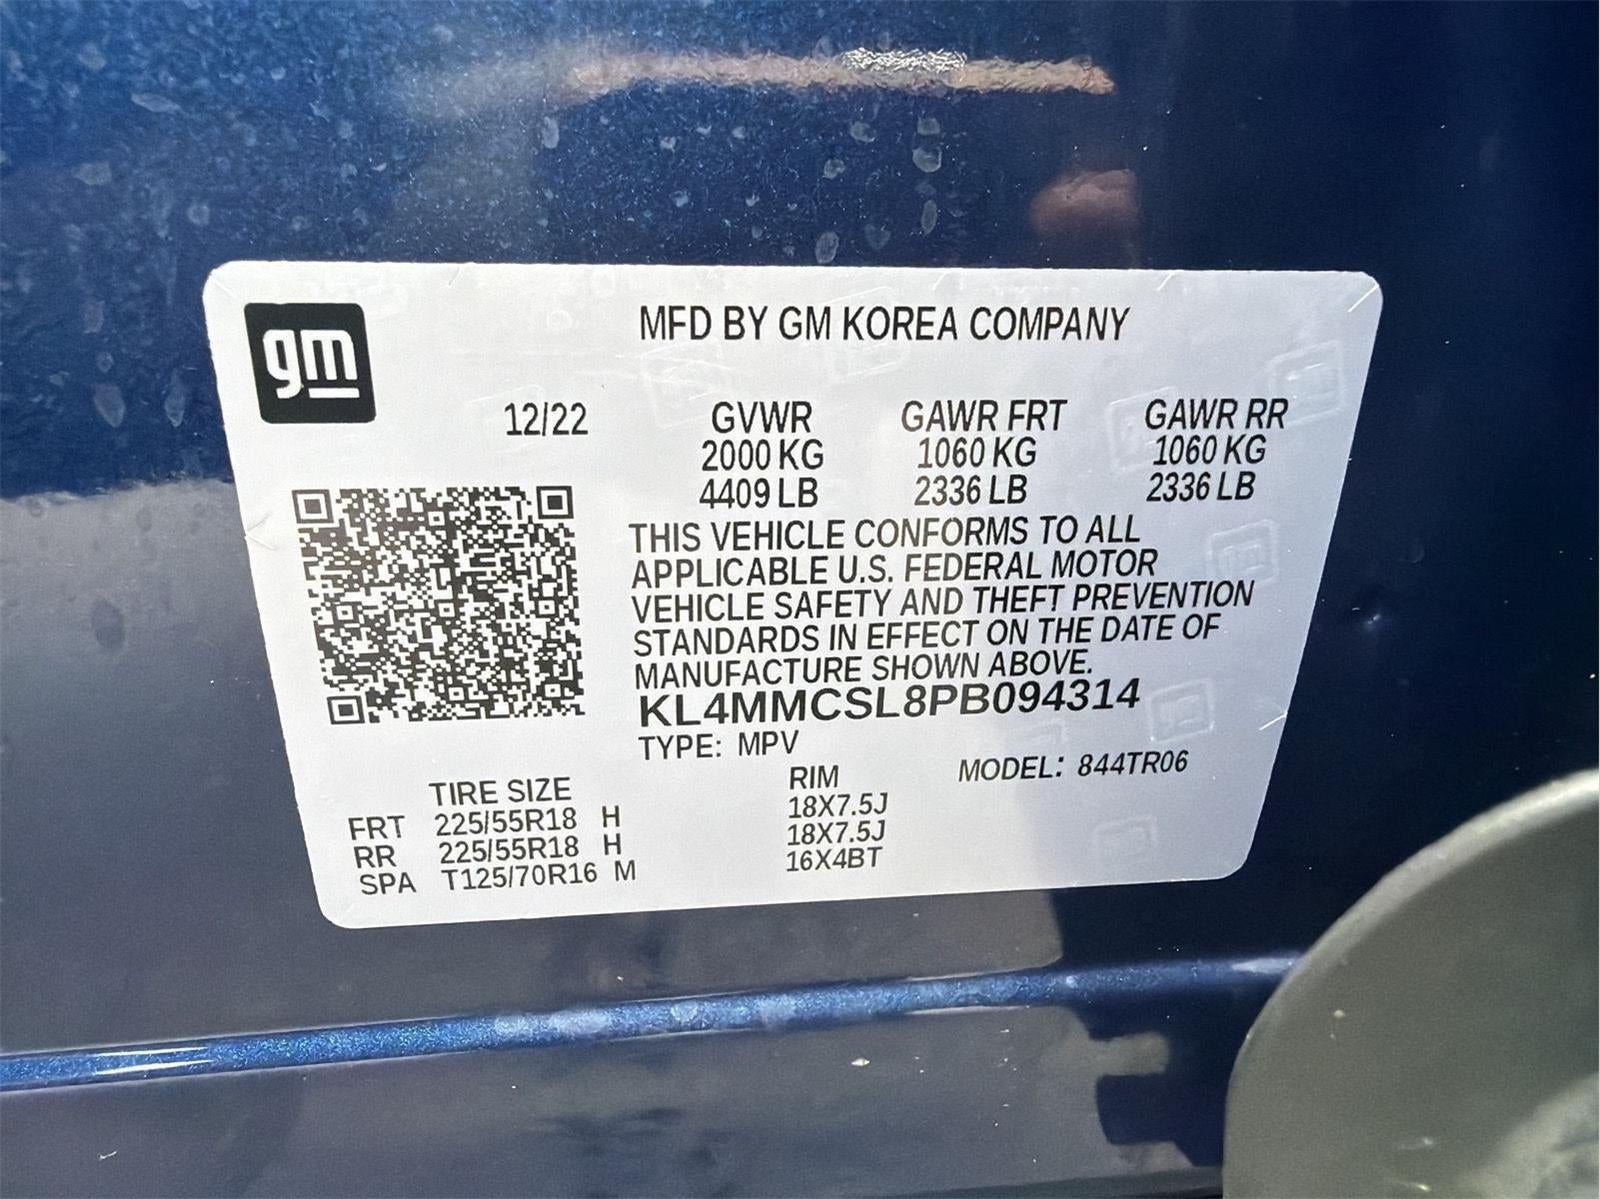 gm
MFD BY GM KOREA COMPANY
12/22 GVWR GAWR FRT GAWR RR
2000 KG 1060 KG 1060 KG
4409 LB 2336 LB 2336 LB
THIS VEHICLE CONFORMS TO ALL
APPLICABLE U.S. FEDERAL MOTOR
VEHICLE SAFETY AND THEFT PREVENTION
STANDARDS IN EFFECT ON THE DATE OF
MANUFACTURE SHOWN ABOVE.
KL4MMCSL8PB094314
TYPE: MPV
TIRE SIZE RIM MODEL: 844TR06
FRT 225/55R18 H 18X7.5J
RR 225/55R18 H 18X7.5J
SPA T125/70R16 M 16X4BT